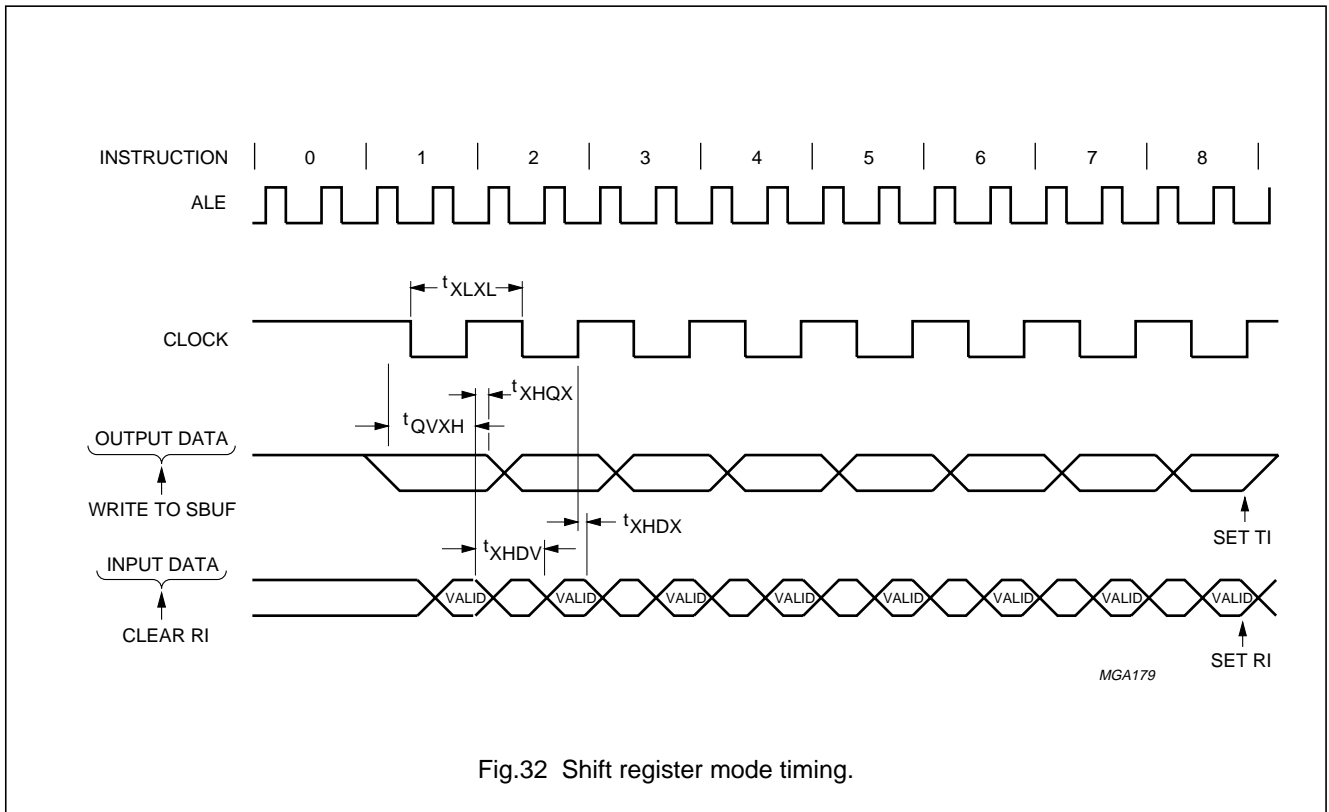 INSTRUCTION 0 1 2 3 4 5 6 7 8
ALE
tXLXL
CLOCK
tXHQX
tQVXH
OUTPUT DATA
WRITE TO SBUF
tXHDX
SET TI
tXHDV
INPUT DATA
VALID VALID VALID VALID VALID VALID VALID VALID
CLEAR RI
SET RI
MGA179
Fig.32 Shift register mode timing.